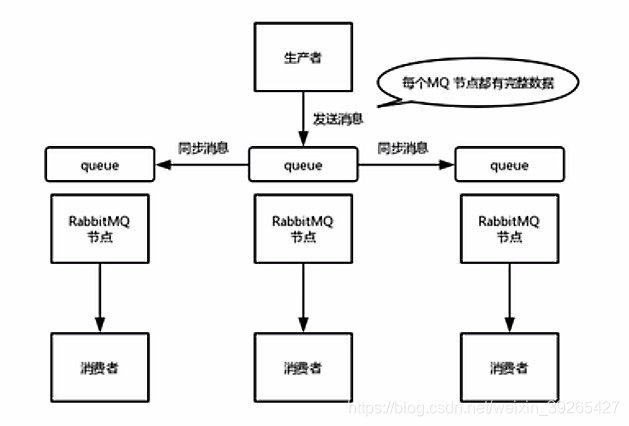 生产者
每个MQ 节点都有完整数据
发送消息
同步消息
同步消息
queue
queue
queue
RabbitMQ
节点
RabbitMQ
节点
RabbitMQ
节点
消费者
消费者
消费者
https://blog.csdn.net/weixin_39265427